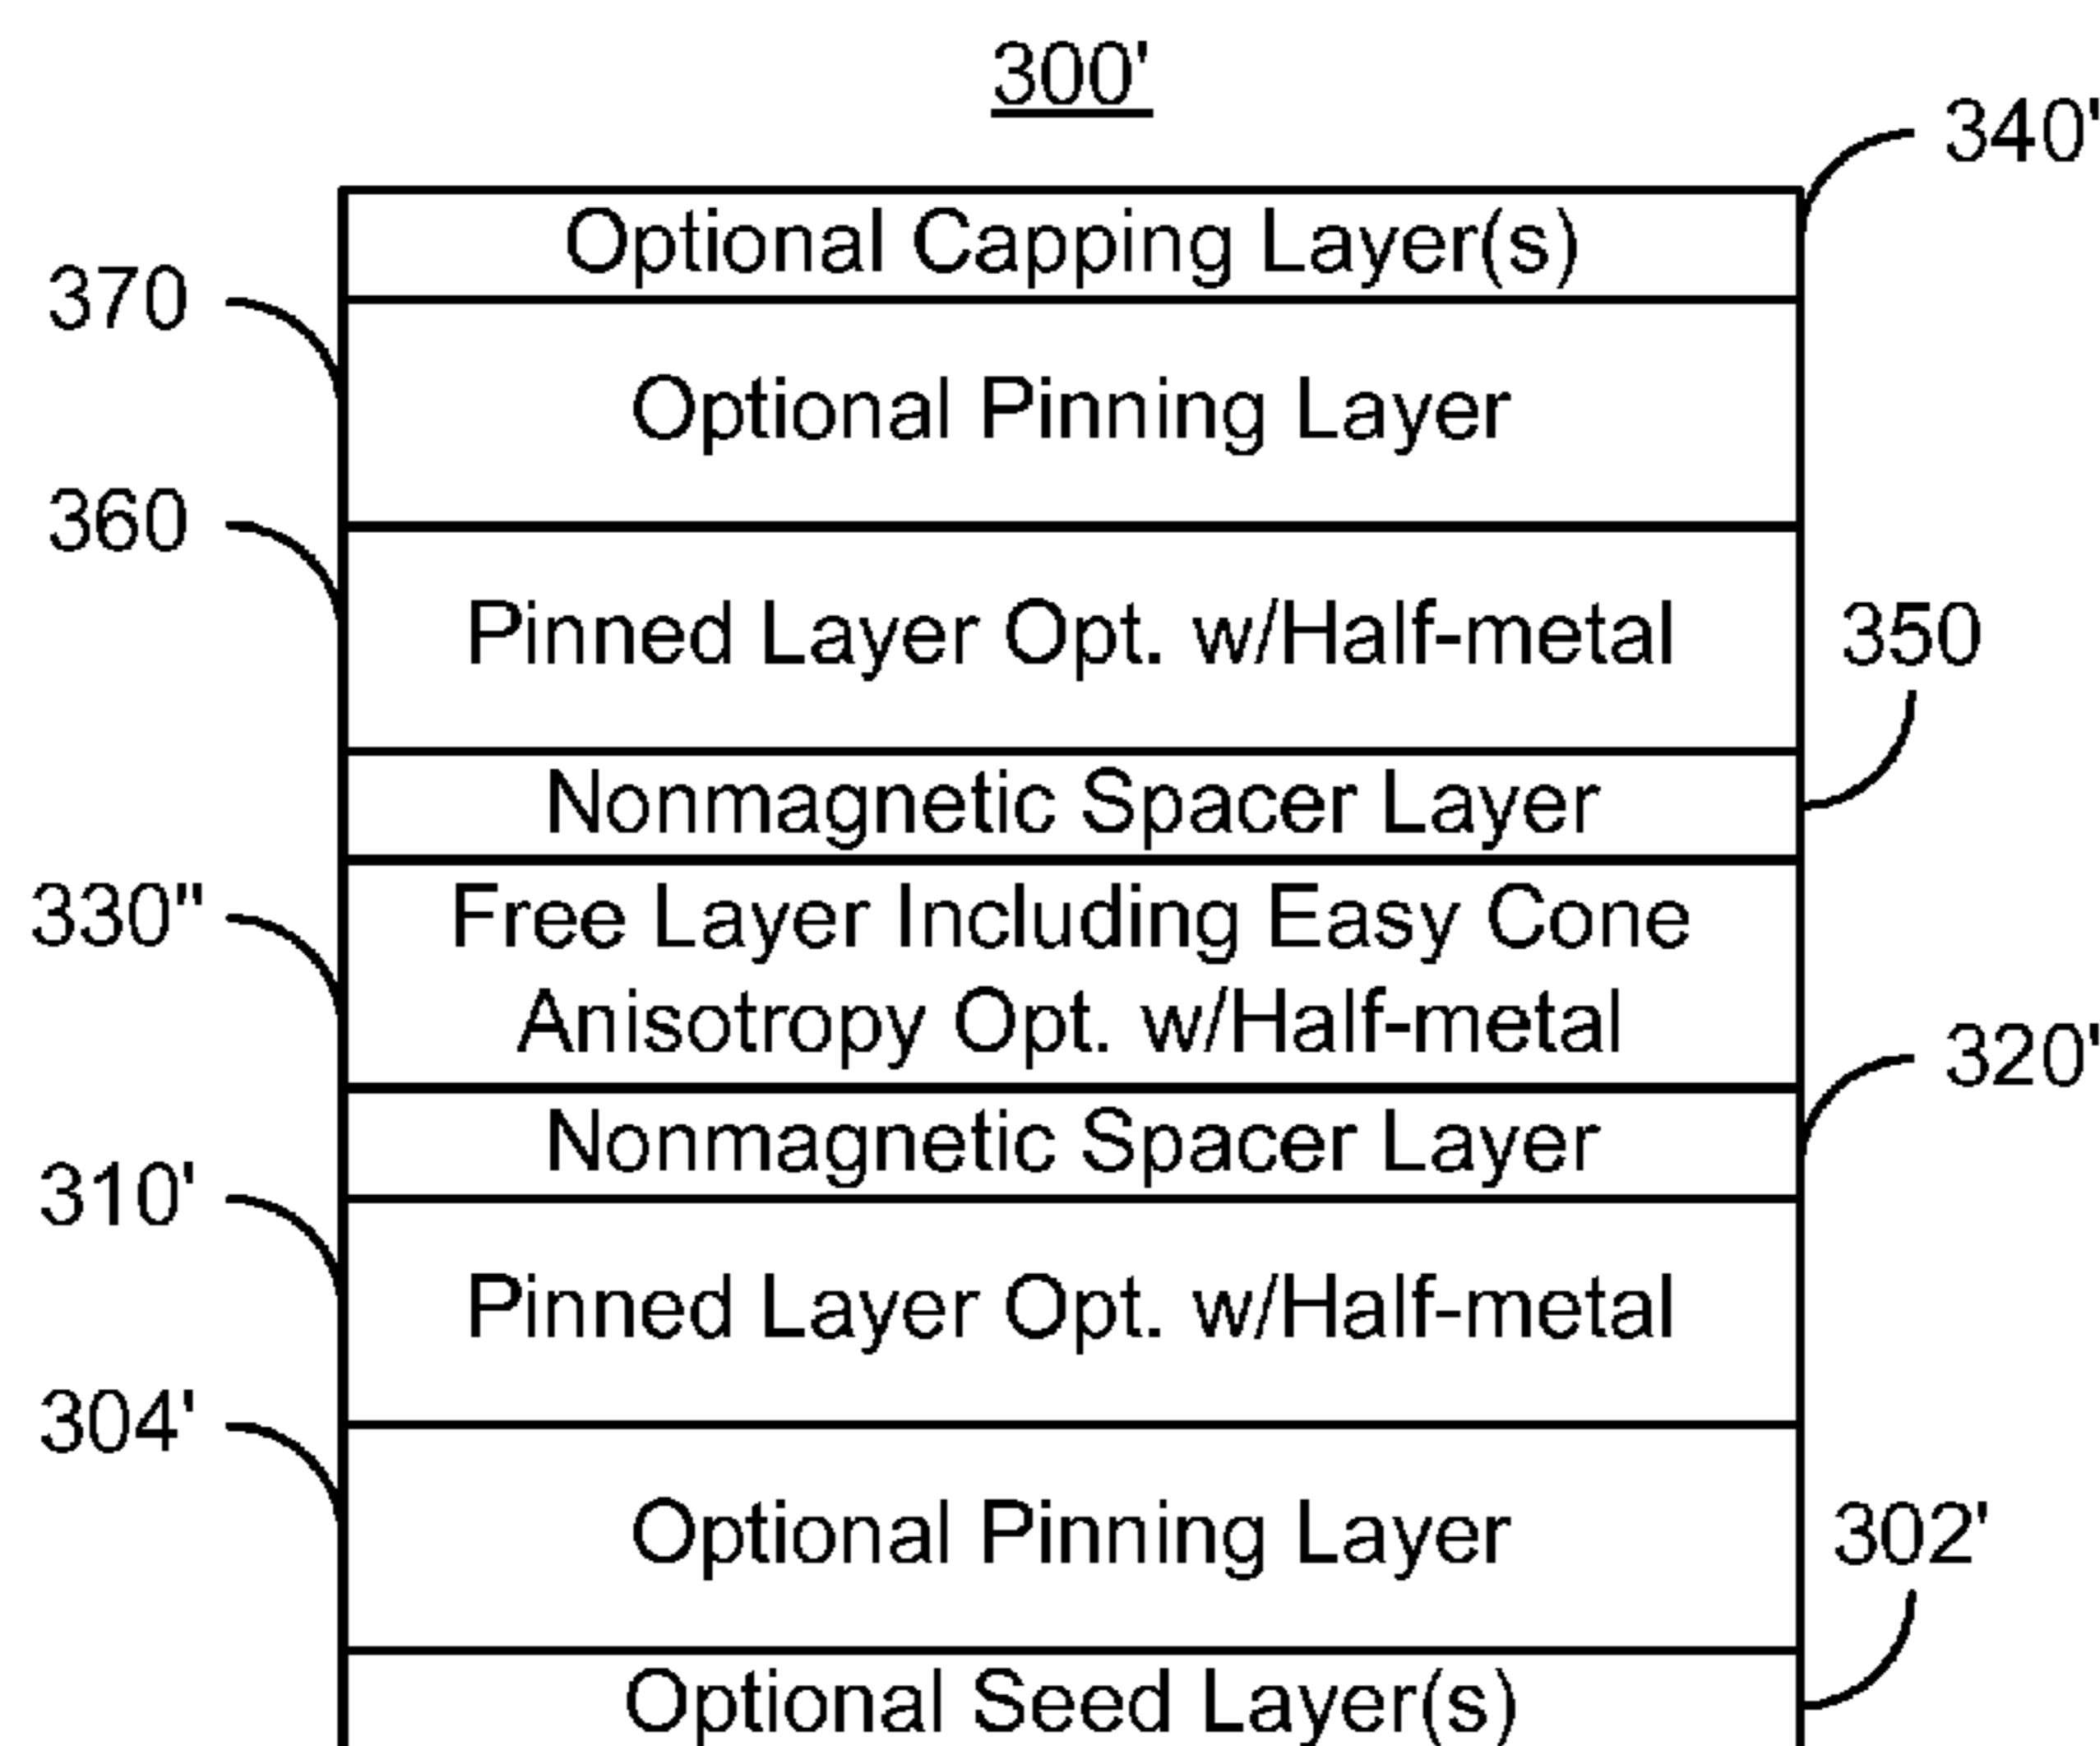 300'
340'
Optional Capping Layer(s)
370
Optional Pinning Layer
360
Pinned Layer Opt. w/Half-metal
350
Nonmagnetic Spacer Layer
330"
Free Layer Including Easy Cone
Anisotropy Opt. w/Half-metal
320'
Nonmagnetic Spacer Layer
310'
Pinned Layer Opt. w/Half-metal
304'
Optional Pinning Layer
302'
Optional Seed Layer(s)